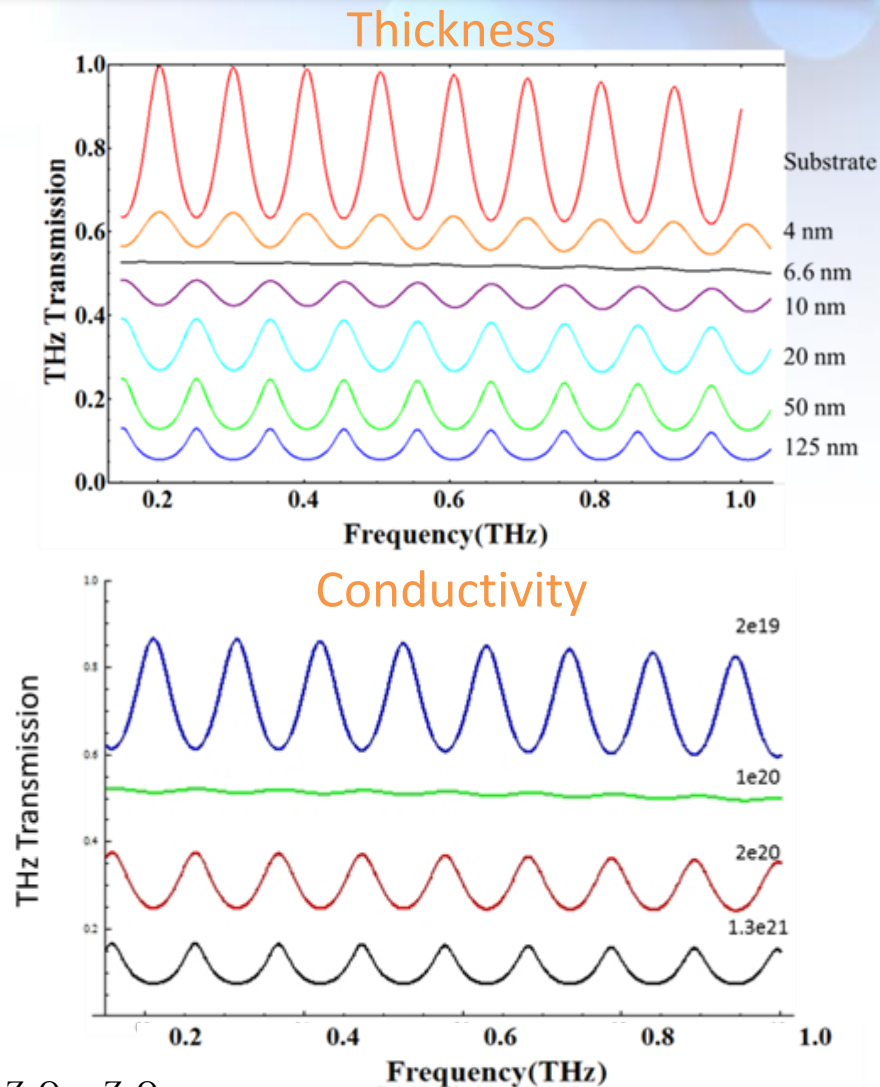 Thickness
1.0
0.8
0.6
0.4
0.2
0.0
THz Transmission
Substrate
4 nm
6.6 nm
10 nm
20 nm
50 nm
125 nm
0.2 0.4 0.6 0.8 1.0
Frequency(THz)
Conductivity
1.0
0.8
0.6
0.4
0.2
THz Transmission
2e19
1e20
2e20
1.3e21
0.2 0.4 0.6 0.8 1.0
Frequency(THz)